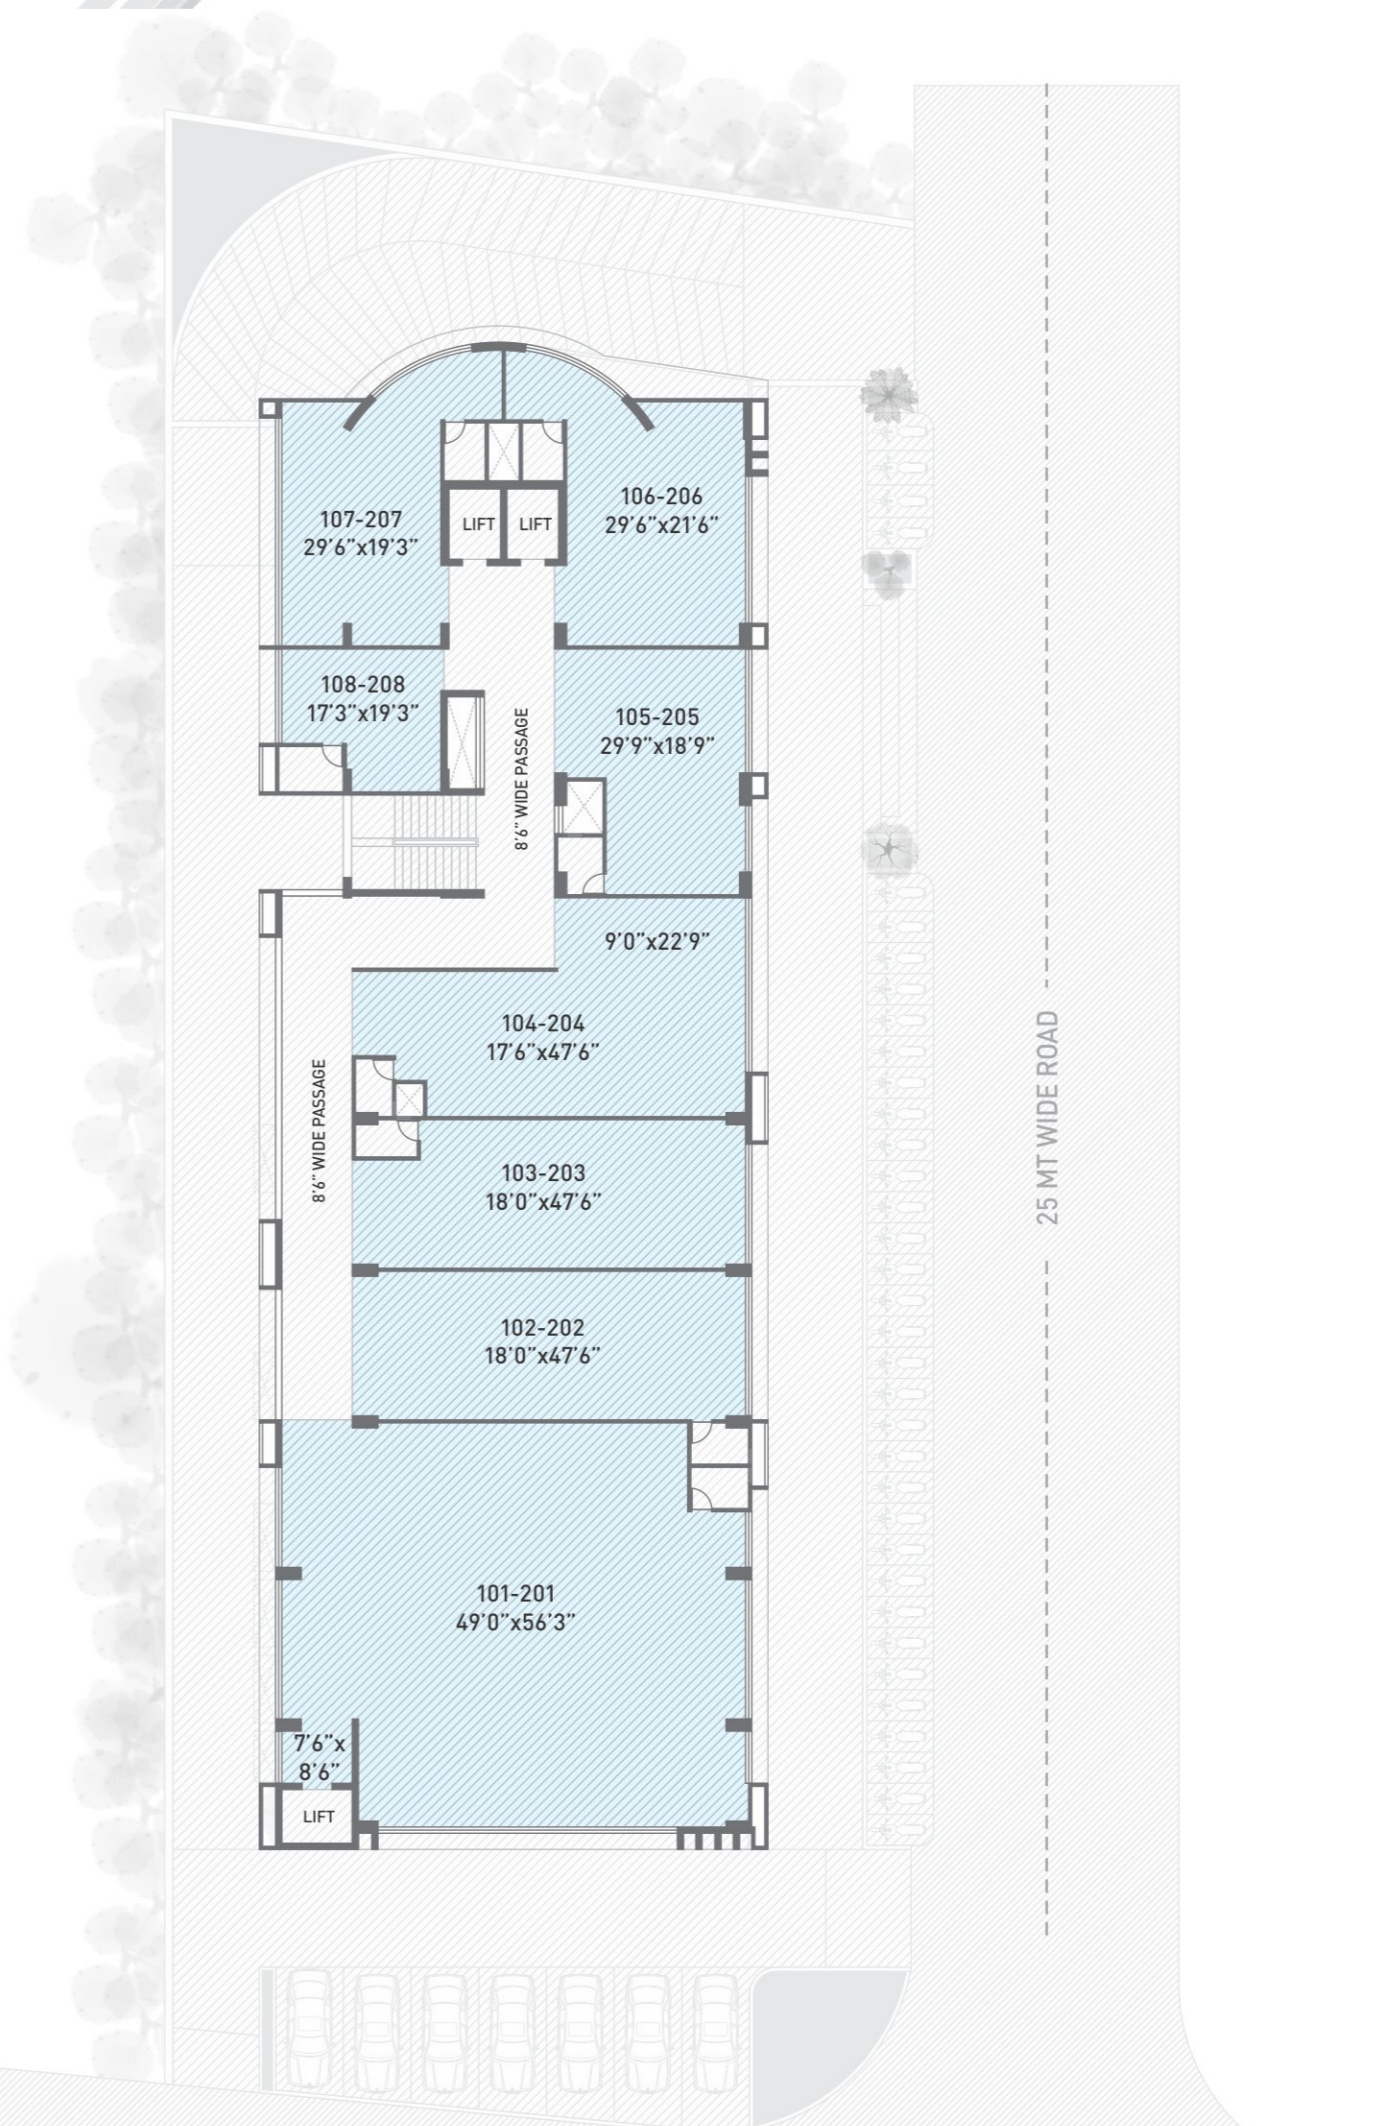 106-206
29'6”x21'6”
107-207
29'6”x19'3”
LIFT
LIFT
108-208
17'3”x19'3”
105-205
29'9”x18'9”
8'6” WIDE PASSAGE
9'0”x22'9”
104-204
17'6”x47'6”
8'6” WIDE PASSAGE
25 MT WIDE ROAD
103-203
18'0”x47'6”
102-202
18'0”x47'6”
101-201
49'0”x56'3”
7'6”x
8'6”
LIFT